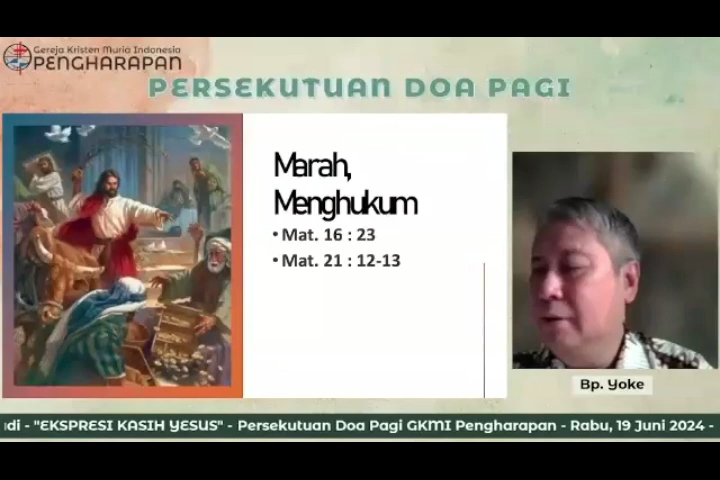 Gereja Kristen Muria Indonesia
PENGHARAPAN
PERSEKUTUAN DOA PAGI
Marah,
Menghukum
• Mat. 16 : 23
• Mat. 21 : 12-13
Bp. Yoke
di - "EKSPRESI KASIH YESUS" - Persekutuan Doa Pagi GKMI Pengharapan - Rabu, 19 Juni 2024 -